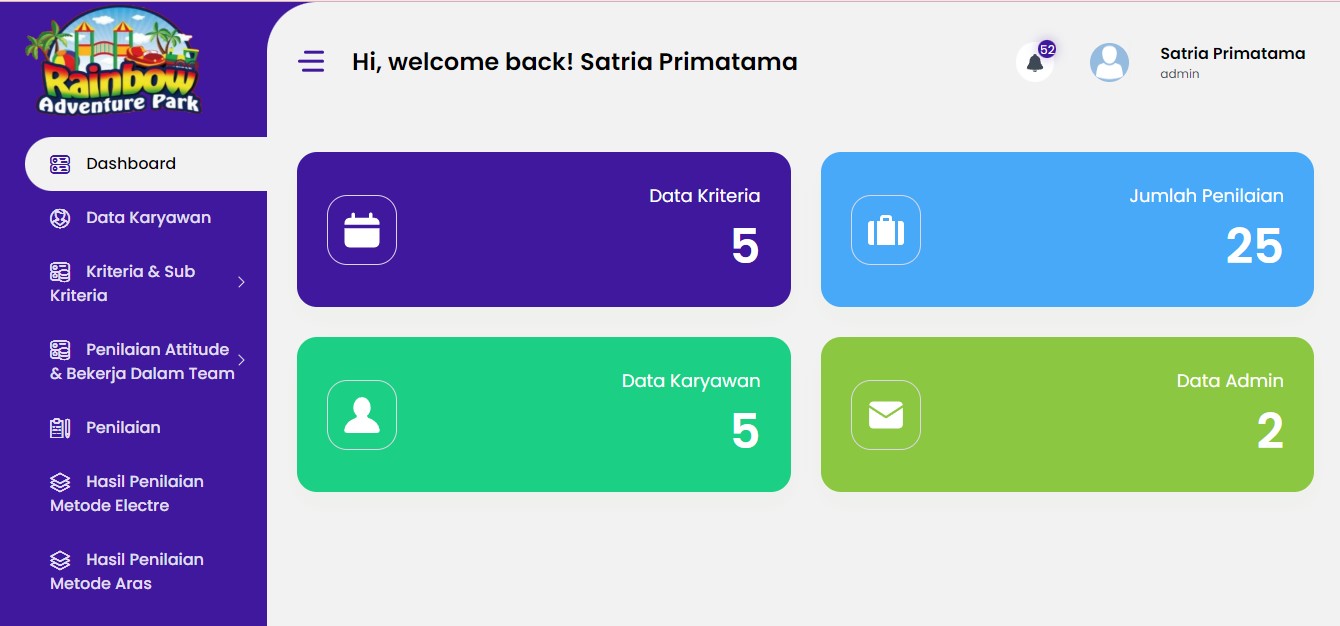 Rainbow
Adventure Park
Hi, welcome back! Satria Primatama
52
Satria Primatama
admin
Dashboard
Data Karyawan
Kriteria & Sub
Kriteria
Penilaian Attitude
& Bekerja Dalam Team
Penilaian
Hasil Penilaian
Metode Electre
Hasil Penilaian
Metode Aras
Data Kriteria
5
Jumlah Penilaian
25
Data Karyawan
5
Data Admin
2